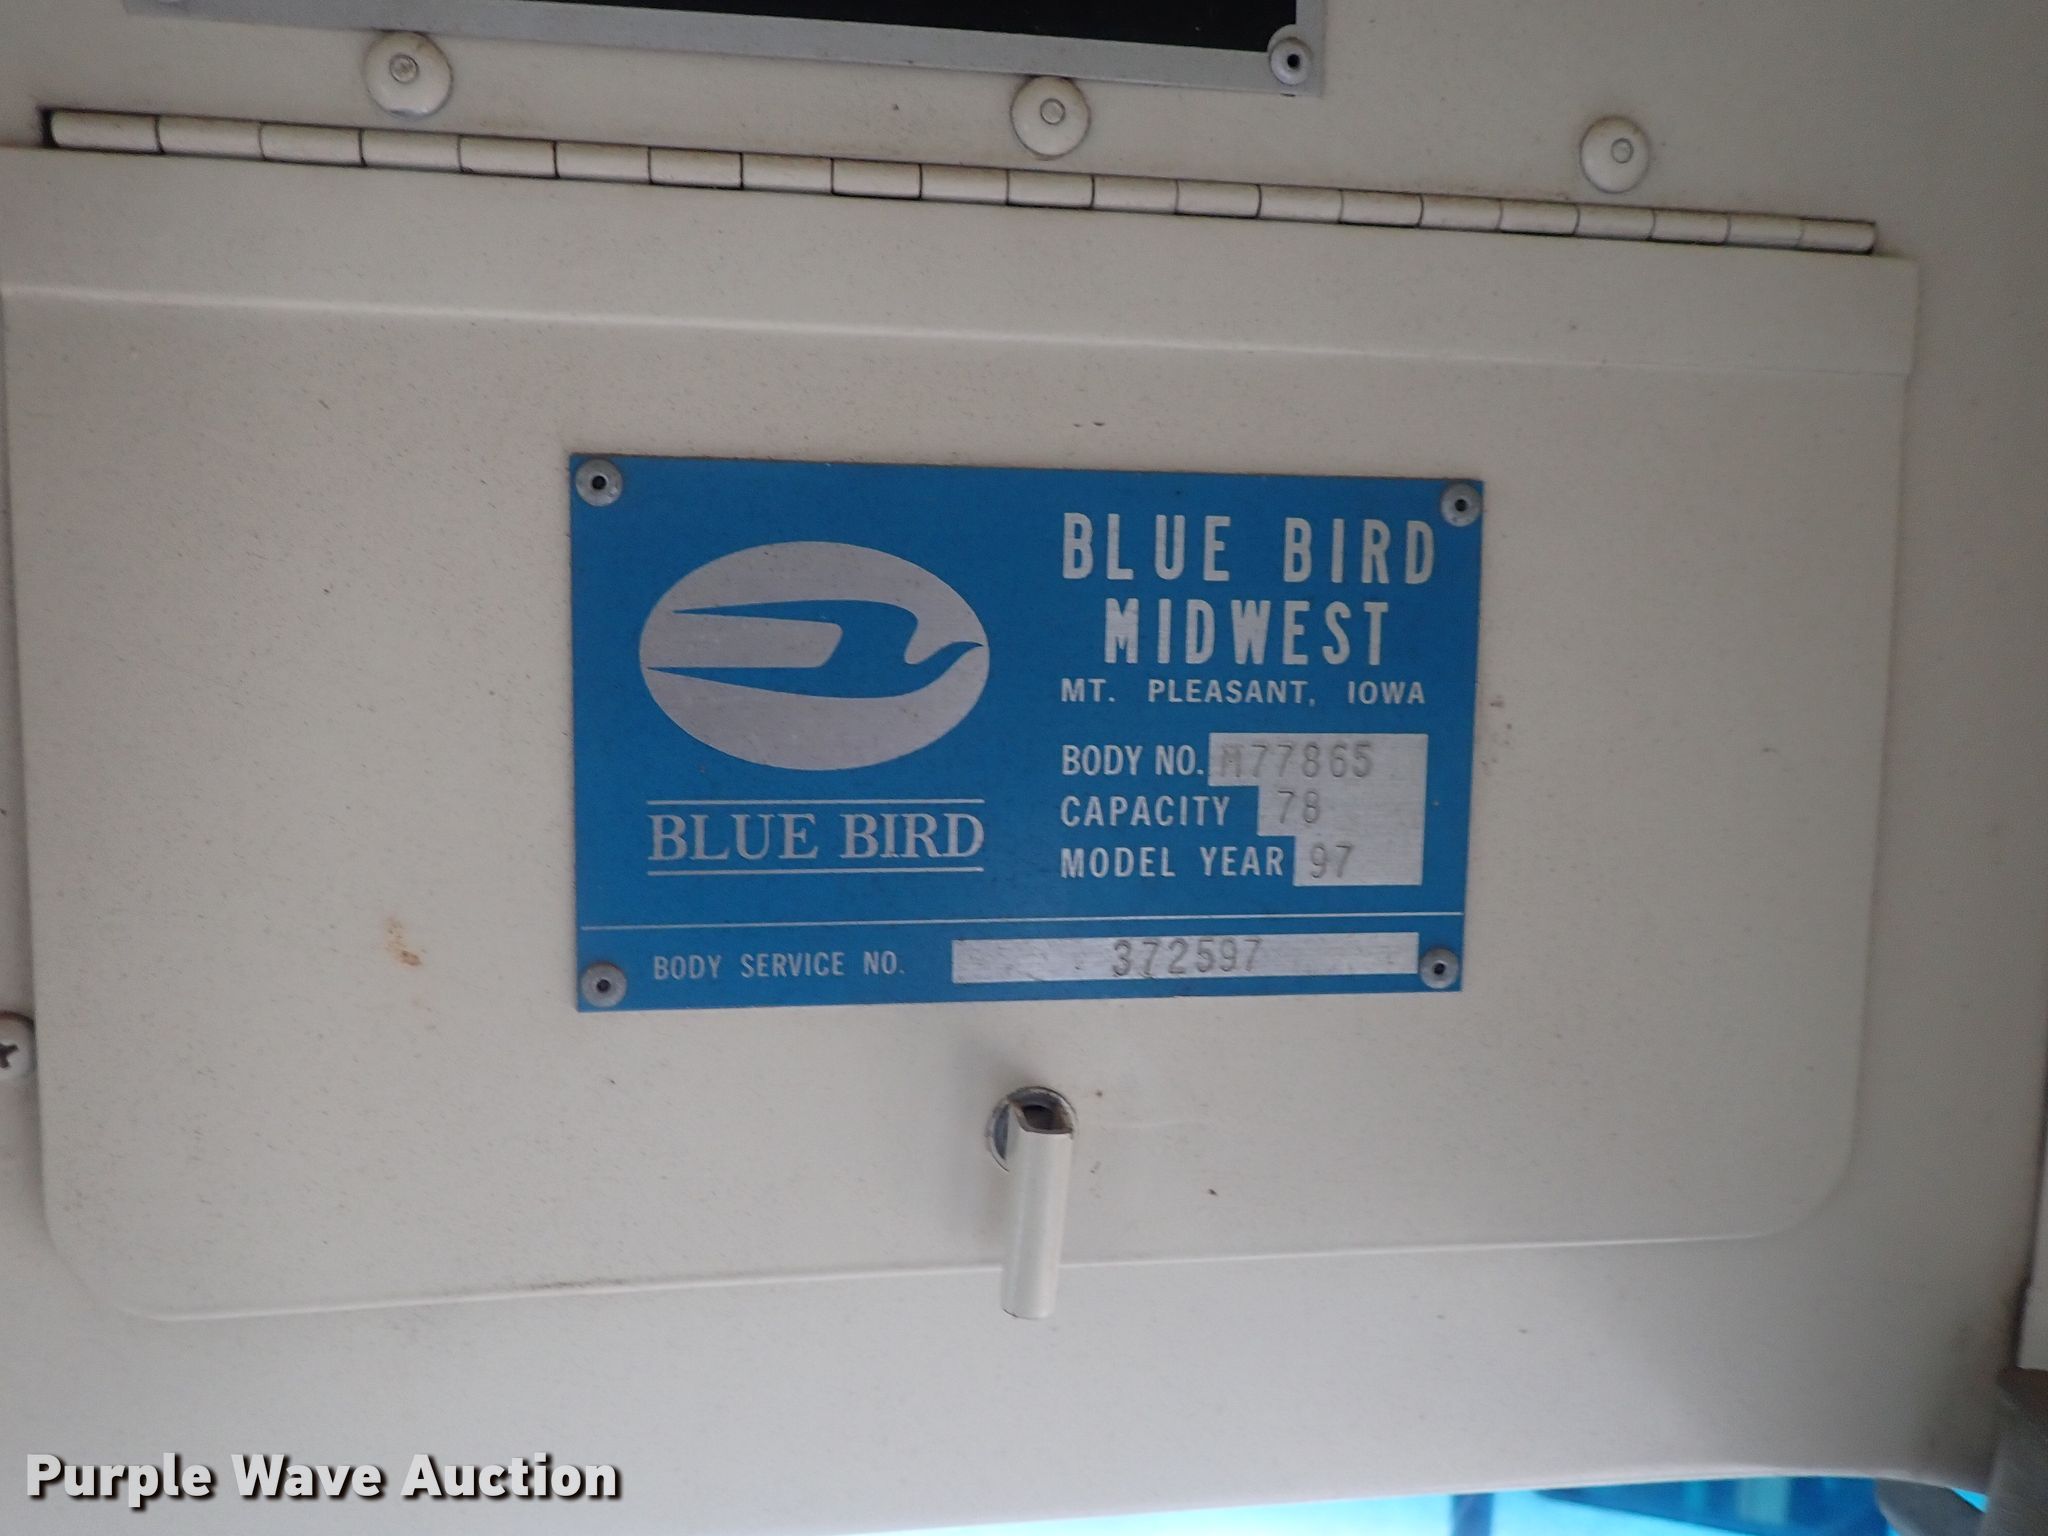 BLUE BIRD
MIDWEST
MT. PLEASANT, IOWA
BODY NO. M77865
CAPACITY 78
MODEL YEAR 97
BLUE BIRD
BODY SERVICE NO. 372597
Purple Wave Auction